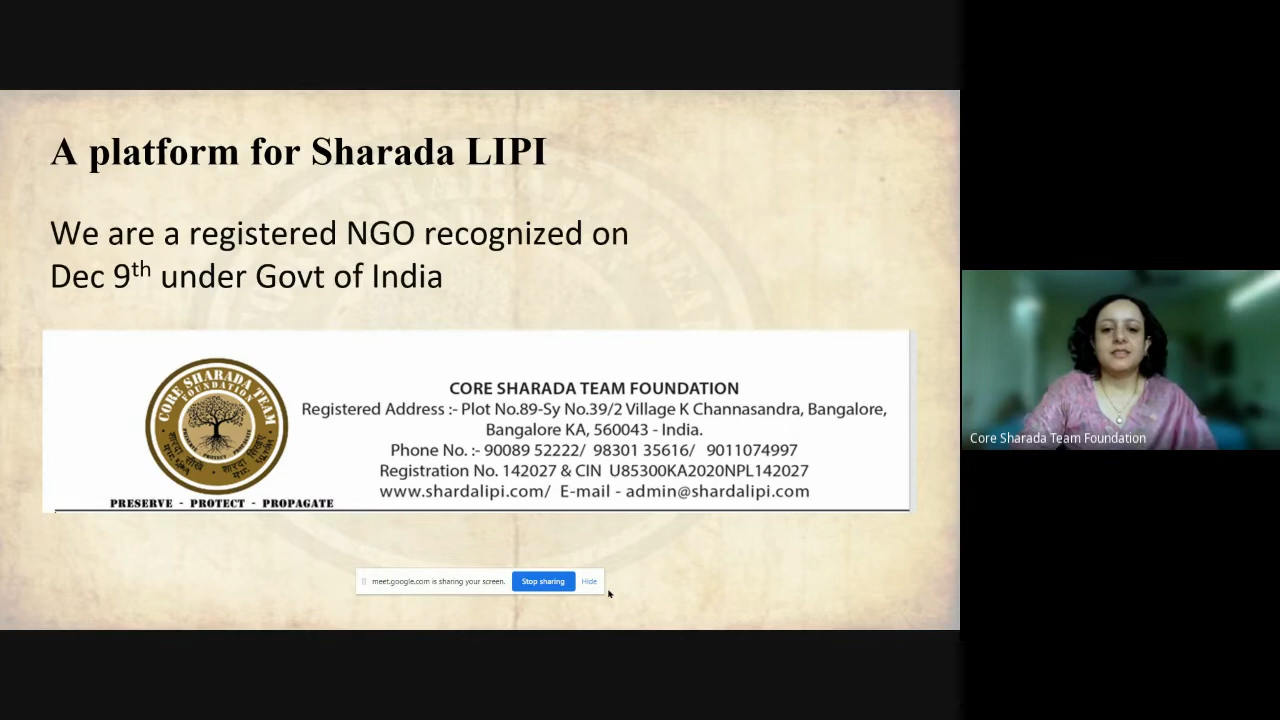 A platform for Sharada LIPI
We are a registered NGO recognized on
Dec 9th under Govt of India
CORE SHARADA TEAM
FOUNDATION
PRESERVE - PROTECT - PROPAGATE
CORE SHARADA TEAM FOUNDATION
Registered Address :- Plot No.89-Sy No.39/2 Village K Channasandra, Bangalore,
Bangalore KA, 560043 - India.
Phone No. :- 90089 52222/ 98301 35616/ 9011074997
Registration No. 142027 & CIN U85300KA2020NPL142027
www.shardalipi.com/ E-mail - admin@shardalipi.com
meet.google.com is sharing your screen. Stop sharing Hide
Core Sharada Team Foundation